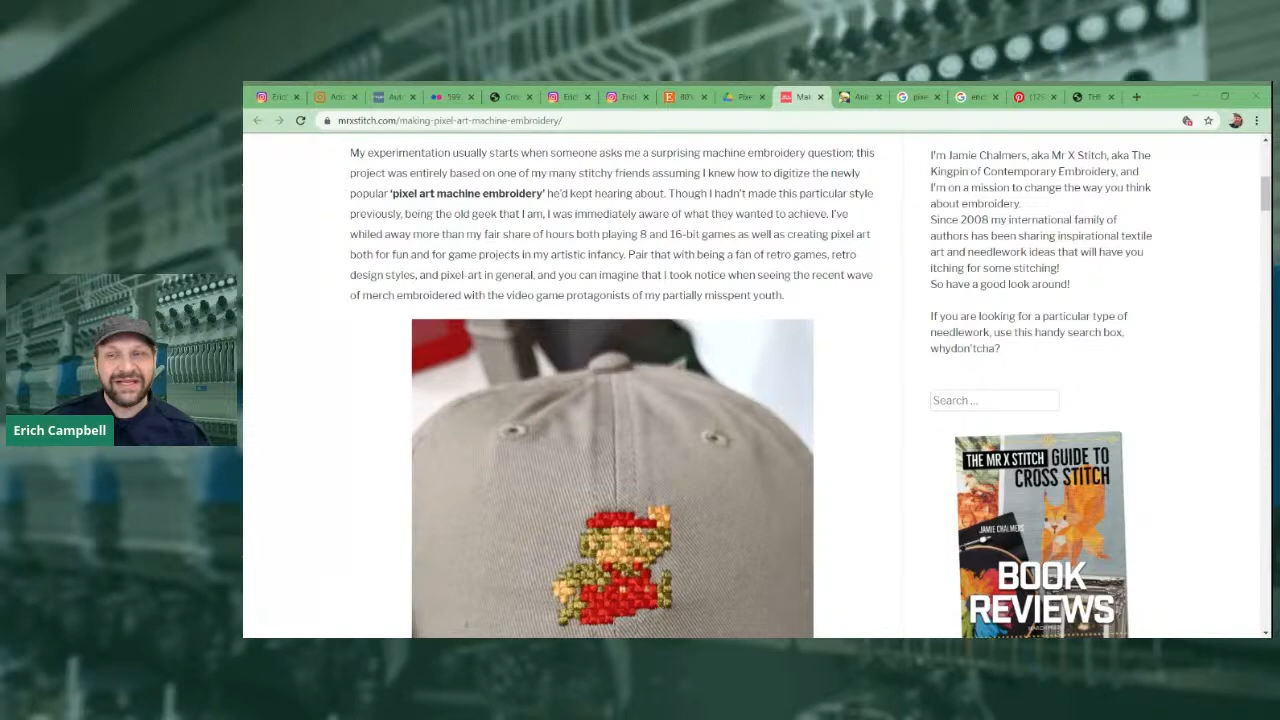 mrxstitch.com/making-pixel-art-machine-embroidery/
My experimentation usually starts when someone asks me a surprising machine embroidery question; this
project was entirely based on one of my many stitchy friends assuming I knew how to digitize the newly
popular ‘pixel art machine embroidery’ he’d kept hearing about. Though I hadn’t made this particular style
previously, being the old geek that I am, I was immediately aware of what they wanted to achieve. I’ve
whiled away more than my fair share of hours both playing 8 and 16-bit games as well as creating pixel art
both for fun and for game projects in my artistic infancy. Pair that with being a fan of retro games, retro
design styles, and pixel-art in general, and you can imagine that I took notice when seeing the recent wave
of merch embroidered with the video game protagonists of my partially misspent youth.
I'm Jamie Chalmers, aka Mr X Stitch, aka The
Kingpin of Contemporary Embroidery, and
I'm on a mission to change the way you think
about embroidery.
Since 2008 my international family of
authors has been sharing inspirational textile
art and needlework ideas that will have you
itching for some stitching!
So have a good look around!
If you are looking for a particular type of
needlework, use this handy search box,
whydon'tcha?
Search ...
THE MR X STITCH GUIDE TO
CROSS STITCH
JAMIE CHALMERS
BOOK
REVIEWS
Erich Campbell